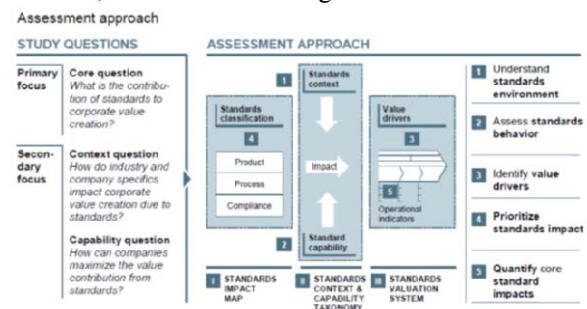 Assessment approach
STUDY QUESTIONS
Primary focus
Core question
What is the contribu-
tion of standards to
corporate value
creation?
Secon-
dary
focus
Context question
How do industry and
company specifics
impact corporate
value creation due to
standards?
Capability question
How can companies
maximize the value
contribution from
standards?
ASSESSMENT APPROACH
1
Standards
context
Standards
classification
4
Product
Process
Compliance
Impact
Value
drivers
3
5
Operational
indicators
2
Standard
capability
I STANDARDS
IMPACT
MAP
II STANDARDS
CONTEXT &
CAPABILITY
TAXONOMY
III STANDARDS
VALUATION
SYSTEM
1 Understand
standards
environment
2 Assess standards
behavior
3 Identify value
drivers
4 Prioritize
standards impact
5 Quantify core
standard
impacts